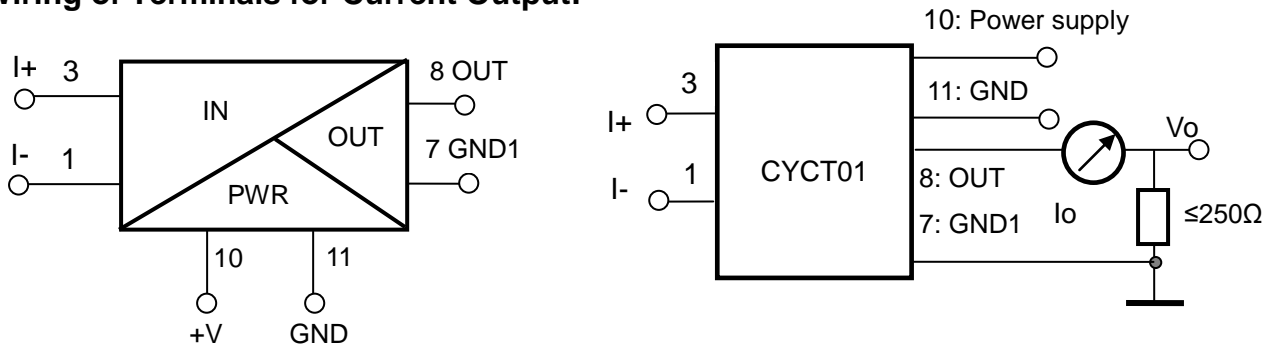 Wiring of Terminals for Current Output:
I+ 3
IN
8 OUT
OUT
I- 1
7 GND1
PWR
10
11
+V
GND
10: Power supply
3
11: GND
I+
Vo
CYCT01
1
8: OUT
I-
Io
≤250Ω
7: GND1